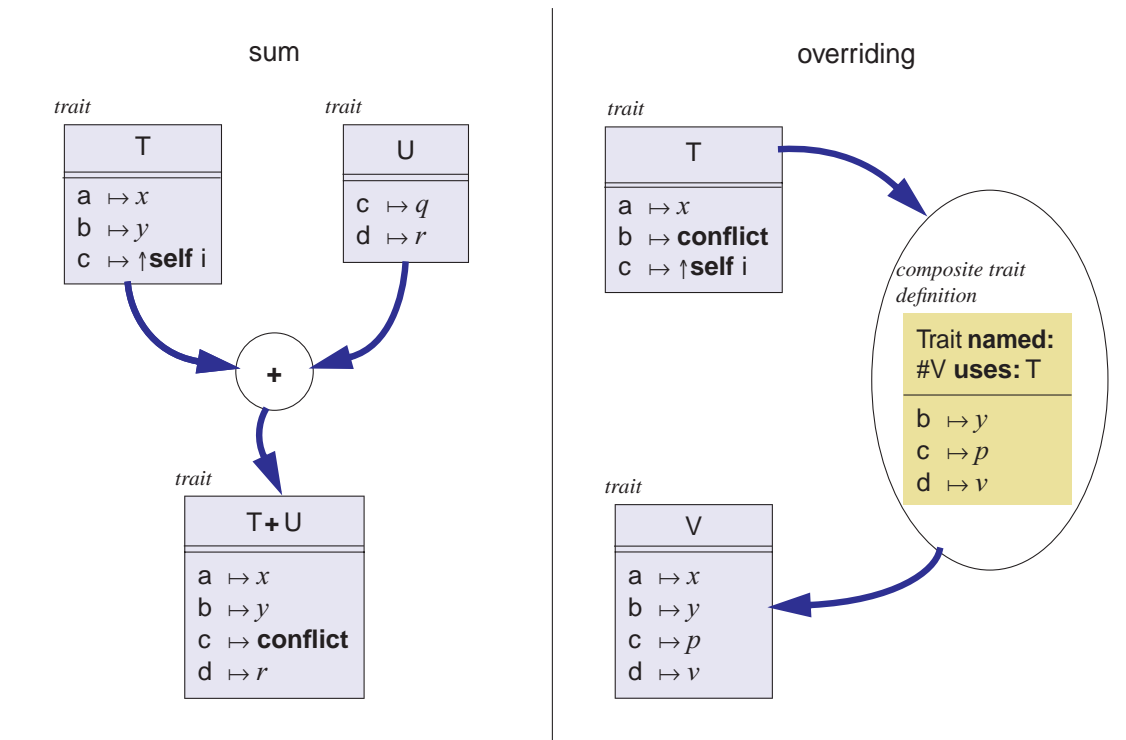 sum
trait
T
a ↦ x
b ↦ y
c ↦ ↑self i
trait
U
c ↦ q
d ↦ r
+
trait
T+U
a ↦ x
b ↦ y
c ↦ conflict
d ↦ r
overriding
trait
T
a ↦ x
b ↦ conflict
c ↦ ↑self i
composite trait
definition
Trait named:
#V uses: T
b ↦ y
c ↦ p
d ↦ v
trait
V
a ↦ x
b ↦ y
c ↦ p
d ↦ v